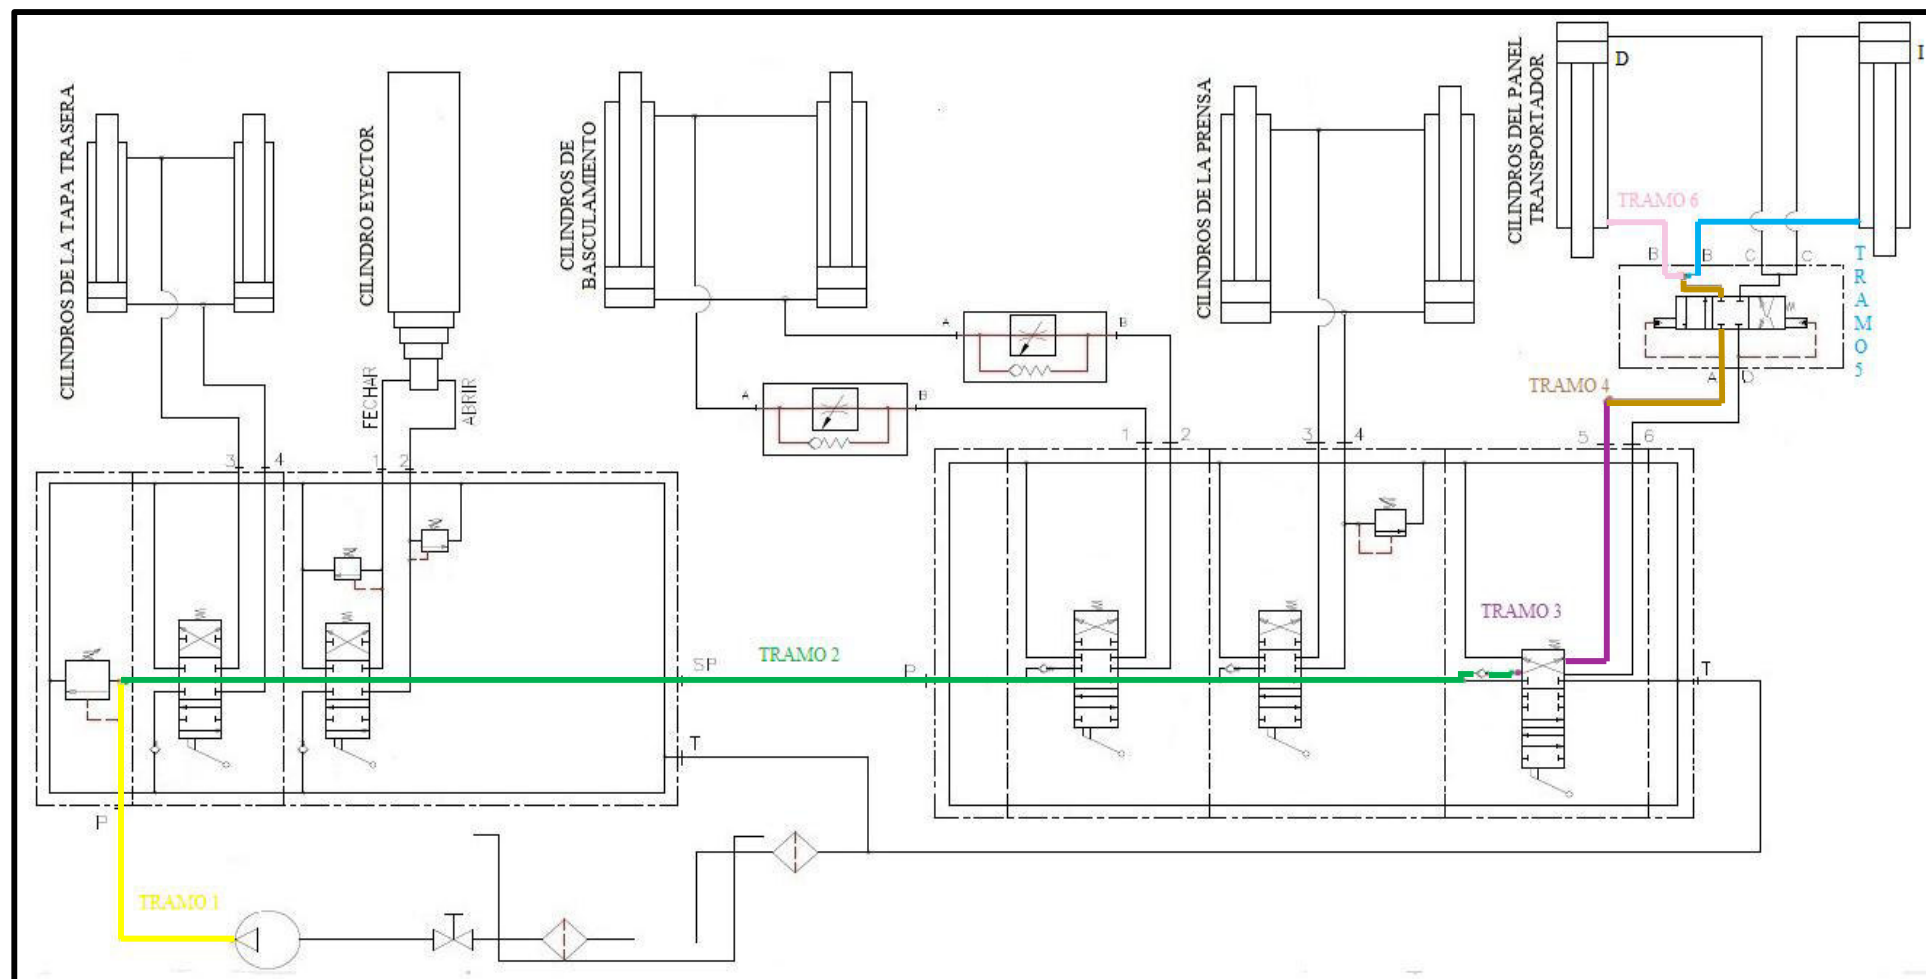 CILINDROS DE LA TAPA TRASERA
CILINDRO EYECTOR
CILINDROS DE
BASCULAMIENTO
CILINDROS DE LA PRENSA
CILINDROS DEL PANEL
TRANSPORTADOR
D
I
TRAMO 6
B
B
C
C
TRAMO 5
A
B
A
B
FECHAR
ABRIR
TRAMO 4
A
D
3
4
1
2
1
2
3
4
5
6
TRAMO 3
SP
TRAMO 2
P
T
T
P
TRAMO 1